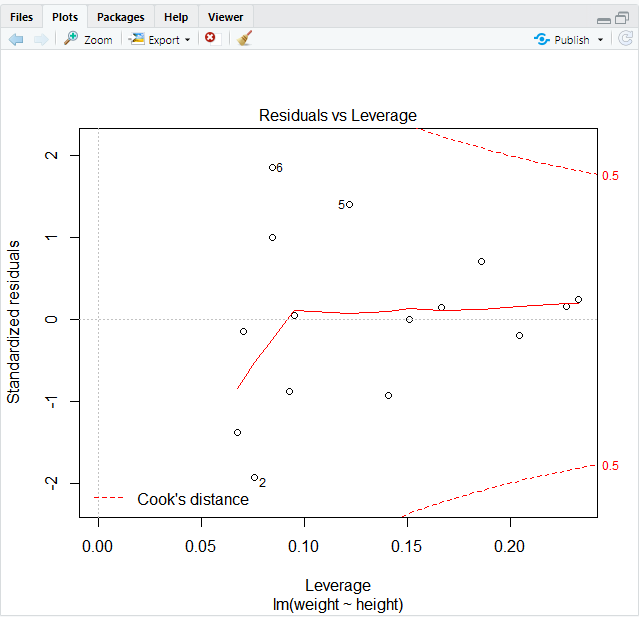 Files Plots Packages Help Viewer
Zoom Export Publish
Residuals vs Leverage
Standardized residuals
2
1
0
-1
-2
6
5
2
0.5
0.5
Cook's distance
0.00 0.05 0.10 0.15 0.20
Leverage
lm(weight ~ height)